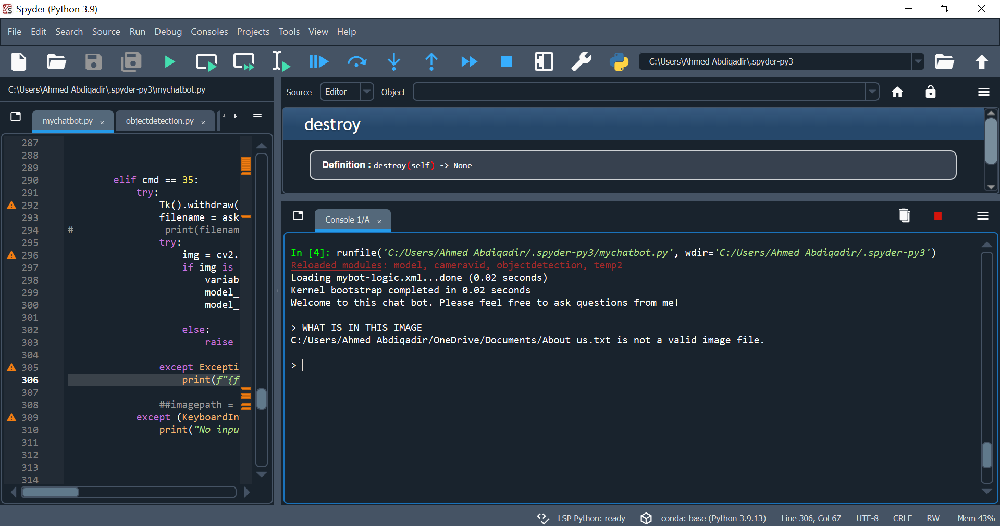 Spyder (Python 3.9)
File Edit Search Source Run Debug Consoles Projects Tools View Help
C:\Users\Ahmed Abdiqadir\.spyder-py3
C:\Users\Ahmed Abdiqadir\.spyder-py3\mychatbot.py
mychatbot.py
objectdetection.py
287
288
289
290 elif cmd == 35:
291 try:
292 Tk().withdraw(
293 filename = ask
294 # print(filenam
295 try:
296 img = cv2.
297 if img is
298 variab
299 model_
300 model_
301
302 else:
303 raise
304
305 except Excepti
306 print(f"{f
307
308 ##imagepath =
309 except (KeyboardIn
310 print("No inpu
311
312
313
314
Source Editor Object
destroy
Definition : destroy(self) -> None
Console 1/A
In [4]: runfile('C:/Users/Ahmed Abdiqadir/.spyder-py3/mychatbot.py', wdir='C:/Users/Ahmed Abdiqadir/.spyder-py3')
Reloaded modules: model, cameravid, objectdetection, temp2
Loading mybot-logic.xml...done (0.02 seconds)
Kernel bootstrap completed in 0.02 seconds
Welcome to this chat bot. Please feel free to ask questions from me!
> WHAT IS IN THIS IMAGE
C:/Users/Ahmed Abdiqadir/OneDrive/Documents/About us.txt is not a valid image file.
>
LSP Python: ready conda: base (Python 3.9.13) Line 306, Col 67 UTF-8 CRLF RW Mem 43%